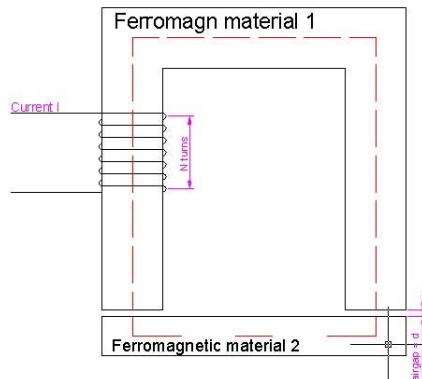 Ferromagn material 1
Current I
N turns
Ferromagnetic material 2
airgap = d